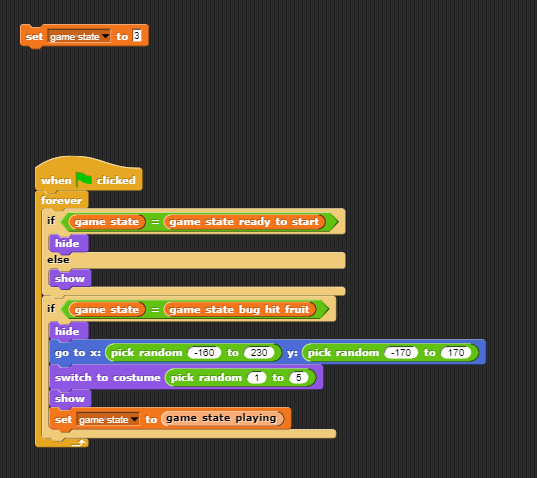 set game state to 3
when clicked
forever
if game state = game state ready to start
hide
else
show
if game state = game state bug hit fruit
hide
go to x: pick random -160 to 230 y: pick random -170 to 170
switch to costume pick random 1 to 5
show
set game state to game state playing